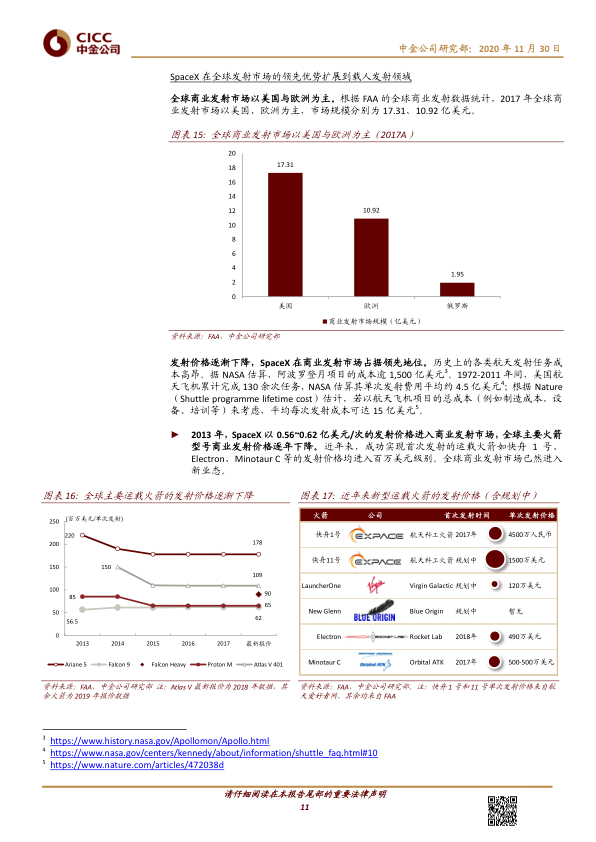 CICC
中金公司
中金公司研究部：2020 年 11 月 30 日
SpaceX 在全球发射市场的领先优势扩展到载人发射领域
全球商业发射市场以美国与欧洲为主。根据 FAA 的全球商业发射数据统计，2017 年全球商
业发射市场以美国、欧洲为主，市场规模分别为 17.31、10.92 亿美元。
图表 15：全球商业发射市场以美国与欧洲为主（2017A）
20
18
16
14
12
10
8
6
4
2
0
17.31
10.92
1.95
美国
欧洲
俄罗斯
商业发射市场规模（亿美元）
资料来源：FAA，中金公司研究部
发射价格逐渐下降，SpaceX 在商业发射市场占据领先地位。历史上的各类航天发射任务成
本高昂。据 NASA 估算，阿波罗登月项目的成本逾 1,500 亿美元3。1972-2011 年间，美国航
天飞机累计完成 130 余次任务，NASA 估算其单次发射费用平均约 4.5 亿美元4；根据 Nature
（Shuttle programme lifetime cost）估计，若以航天飞机项目的总成本（例如制造成本、设
备、培训等）来考虑，平均每次发射成本可达 15 亿美元5。
► 2013 年，SpaceX 以 0.56~0.62 亿美元/次的发射价格进入商业发射市场，全球主要火箭
型号商业发射价格逐年下降。近年来，成功实现首次发射的运载火箭如快舟 1 号、
Electron、Minotaur C 等的发射价格均进入百万美元级别。全球商业发射市场已然进入
新业态。
图表 16：全球主要运载火箭的发射价格逐渐下降
(百万美元/单次发射)
250
200
150
100
50
0
220
178
150
109
85
90
65
56.5
62
2013
2014
2015
2016
2017
最新报价
Ariane 5
Falcon 9
Falcon Heavy
Proton M
Atlas V 401
资料来源：FAA，中金公司研究部 注：Atlas V 最新报价为 2018 年数据，其
余火箭为 2019 年报价数据
图表 17：近年来新型运载火箭的发射价格（含规划中）
火箭 公司 首次发射时间 单次发射价格
快舟1号 EXPACE 航天科工火箭 2017年 4500万人民币
快舟11号 EXPACE 航天科工火箭 规划中 1500万美元
LauncherOne Virgin Virgin Galactic 规划中 120万美元
New Glenn BLUE ORIGIN Blue Origin 规划中 暂无
Electron ROCKET LAB Rocket Lab 2018年 490万美元
Minotaur C Orbital ATK Orbital ATK 2017年 500-500万美元
资料来源：FAA，中金公司研究部，注：快舟 1 号和 11 号单次发射价格来自航
天爱好者网，其余均来自 FAA
3 https://www.history.nasa.gov/Apollomon/Apollo.html
4 https://www.nasa.gov/centers/kennedy/about/information/shuttle_faq.html#10
5 https://www.nature.com/articles/472038d
请仔细阅读在本报告尾部的重要法律声明
11